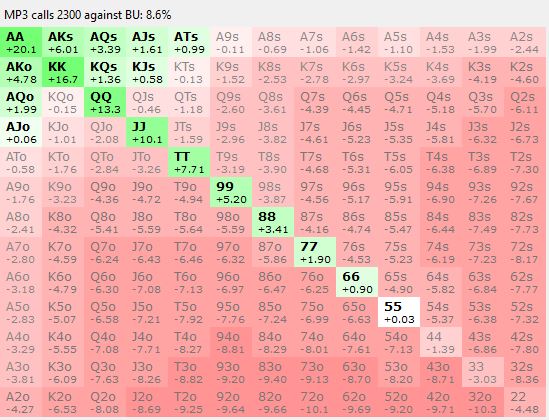 MP3 calls 2300 against BU: 8.6%
AA AKs AQs AJs ATs A9s A8s A7s A6s A5s A4s A3s A2s
+20.1 +6.01 +3.39 +1.61 +0.99 -0.11 -0.69 -1.06 -1.42 -1.10 -1.53 -1.99 -2.44
AKo KK KQs KJs KTs K9s K8s K7s K6s K5s K4s K3s K2s
+4.78 +16.7 +1.36 +0.58 -0.13 -1.52 -2.53 -2.78 -2.97 -3.24 -3.69 -4.19 -4.60
AQo KQo QQ QJs QTs Q9s Q8s Q7s Q6s Q5s Q4s Q3s Q2s
+1.99 -0.15 +13.3 -0.46 -1.18 -2.60 -3.61 -4.39 -4.45 -4.71 -5.18 -5.70 -6.11
AJo KJo QJo JJ JTs J9s J8s J7s J6s J5s J4s J3s J2s
+0.06 -1.01 -2.08 +10.1 -1.59 -2.96 -3.82 -4.61 -5.23 -5.35 -5.81 -6.32 -6.73
ATo KTo QTo JTo TT T9s T8s T7s T6s T5s T4s T3s T2s
-0.58 -1.76 -2.84 -3.26 +7.71 -3.19 -3.90 -4.68 -5.31 -6.05 -6.38 -6.89 -7.30
A9o K9o Q9o J9o T9o 99 98s 97s 96s 95s 94s 93s 92s
-1.76 -3.23 -4.36 -4.72 -4.94 +5.20 -3.87 -4.56 -5.17 -5.91 -6.90 -7.26 -7.67
A8o K8o Q8o J8o T8o 98o 88 87s 86s 85s 84s 83s 82s
-2.41 -4.32 -5.41 -5.59 -5.64 -5.59 +3.41 -4.16 -4.74 -5.47 -6.44 -7.49 -7.73
A7o K7o Q7o J7o T7o 97o 87o 77 76s 75s 74s 73s 72s
-2.80 -4.59 -6.24 -6.43 -6.46 -6.32 -5.86 +1.90 -4.53 -5.23 -6.19 -7.23 -8.17
A6o K6o Q6o J6o T6o 96o 86o 76o 66 65s 64s 63s 62s
-3.18 -4.79 -6.30 -7.08 -7.13 -6.97 -6.47 -6.25 +0.90 -4.90 -5.82 -6.84 -7.77
A5o K5o Q5o J5o T5o 95o 85o 75o 65o 55 54s 53s 52s
-2.83 -5.07 -6.58 -7.21 -7.92 -7.76 -7.24 -6.99 -6.63 +0.03 -5.37 -6.38 -7.32
A4o K4o Q4o J4o T4o 94o 84o 74o 64o 54o 44 43s 42s
-3.29 -5.55 -7.08 -7.71 -8.27 -8.81 -8.29 -8.01 -7.61 -7.13 -1.39 -6.86 -7.80
A3o K3o Q3o J3o T3o 93o 83o 73o 63o 53o 43o 33 32s
-3.81 -6.09 -7.63 -8.26 -8.82 -9.20 -9.40 -9.13 -8.70 -8.20 -8.71 -3.03 -8.36
A2o K2o Q2o J2o T2o 92o 82o 72o 62o 52o 42o 32o 22
-4.27 -6.53 -8.08 -8.69 -9.25 -9.64 -9.66 -10.1 -9.69 -9.20 -9.71 -10.3 -4.48